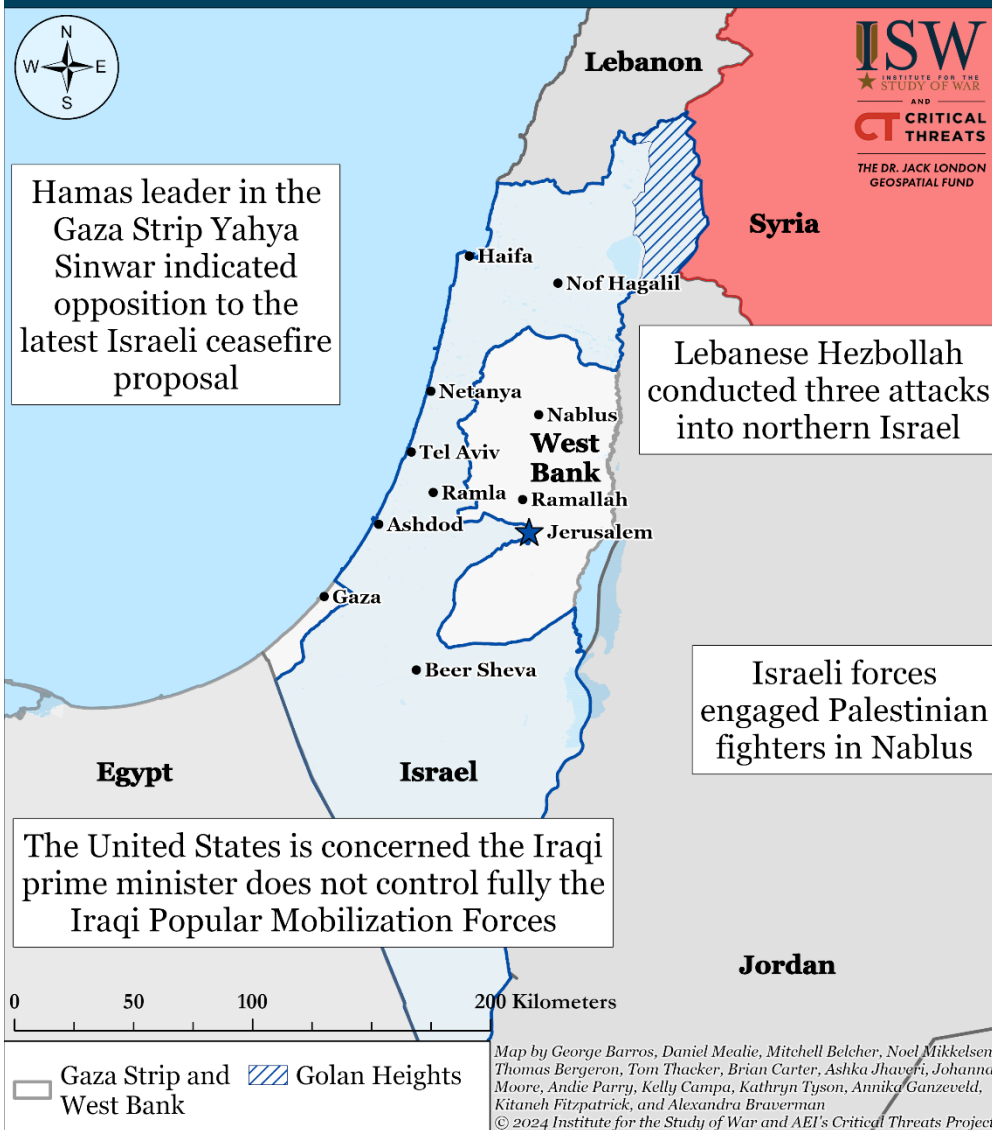 N
W E
S
Lebanon
ISW
INSTITUTE FOR THE
STUDY OF WAR
AND
CT CRITICAL
THREATS
THE DR. JACK LONDON
GEOSPATIAL FUND
Hamas leader in the
Gaza Strip Yahya
Sinwar indicated
opposition to the
latest Israeli ceasefire
proposal
Syria
Haifa
Nof Hagalil
Lebanese Hezbollah
conducted three attacks
into northern Israel
Netanya
Nablus
West
Bank
Tel Aviv
Ramla
Ramallah
Ashdod
Jerusalem
Gaza
Beer Sheva
Israeli forces
engaged Palestinian
fighters in Nablus
Egypt
Israel
The United States is concerned the Iraqi
prime minister does not control fully the
Iraqi Popular Mobilization Forces
Jordan
0 50 100 200 Kilometers
Gaza Strip and
West Bank
Golan Heights
Map by George Barros, Daniel Mealie, Mitchell Belcher, Noel Mikkelsen,
Thomas Bergeron, Tom Thacker, Brian Carter, Ashka Jhaveri, Johanna
Moore, Andie Parry, Kelly Campa, Kathryn Tyson, Annika Ganzeveld,
Kitaneh Fitzpatrick, and Alexandra Braverman
© 2024 Institute for the Study of War and AEI's Critical Threats Project